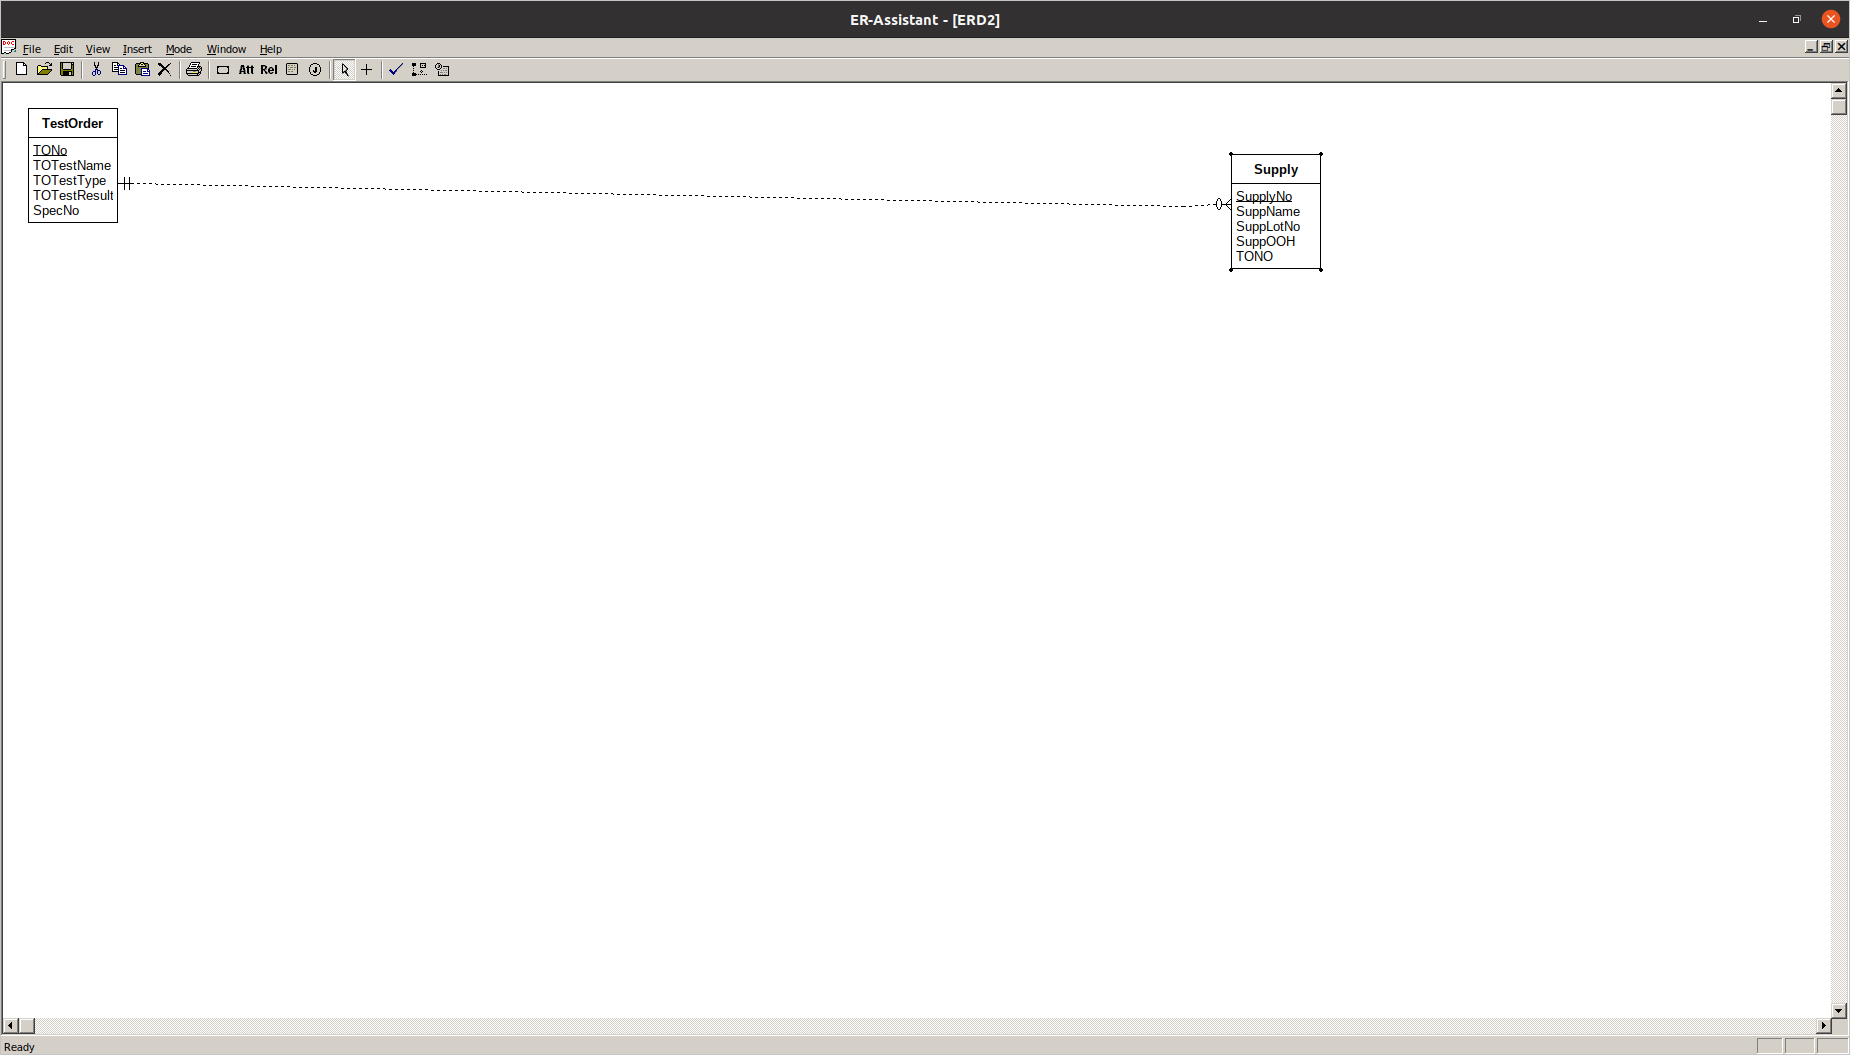 ER-Assistant - [ERD2]
File Edit View Insert Mode Window Help
Att Rel
TestOrder
TONo
TOTestName
TOTestType
TOTestResult
SpecNo
Supply
SupplyNo
SuppName
SuppLotNo
SuppOOH
TONO
Ready